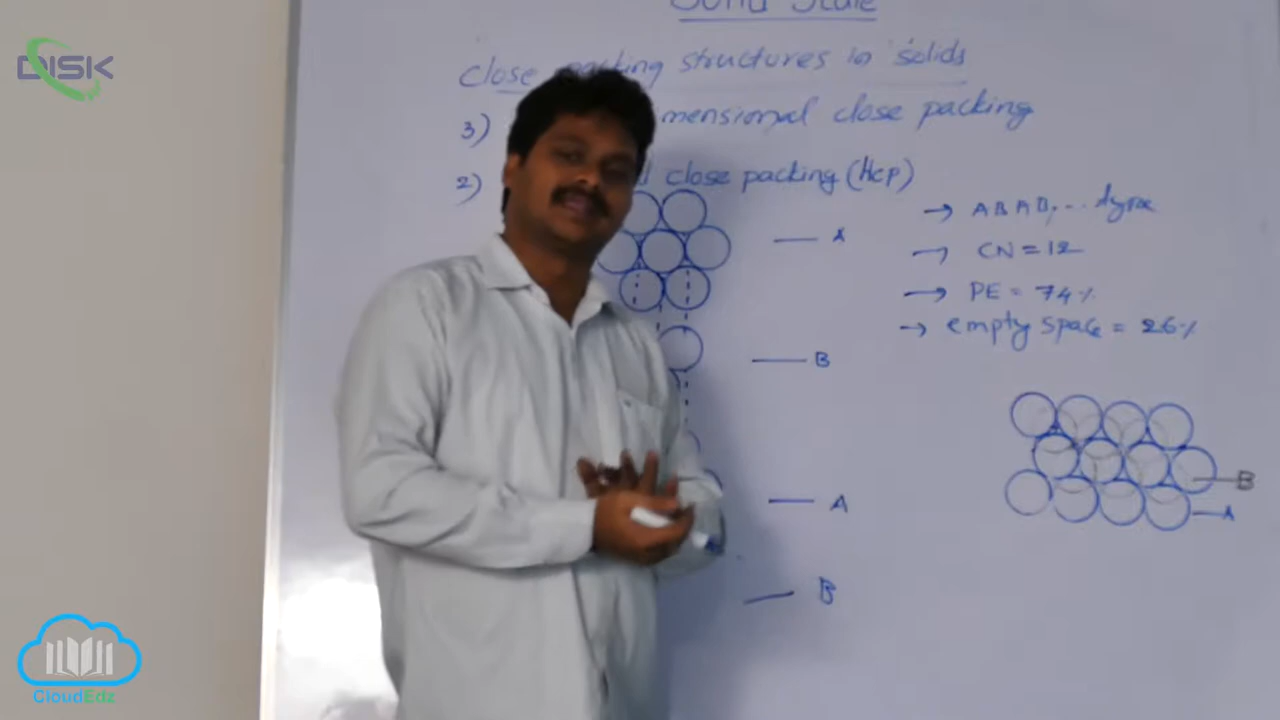 DISK
Solid State
close packing structures in solids
3) mensional close packing
2) close packing (Hcp)
→ ABAB, ...
→ CN = 12
→ PE = 74%
→ empty space = 26%
A
B
A
B
B
A
CloudEdz